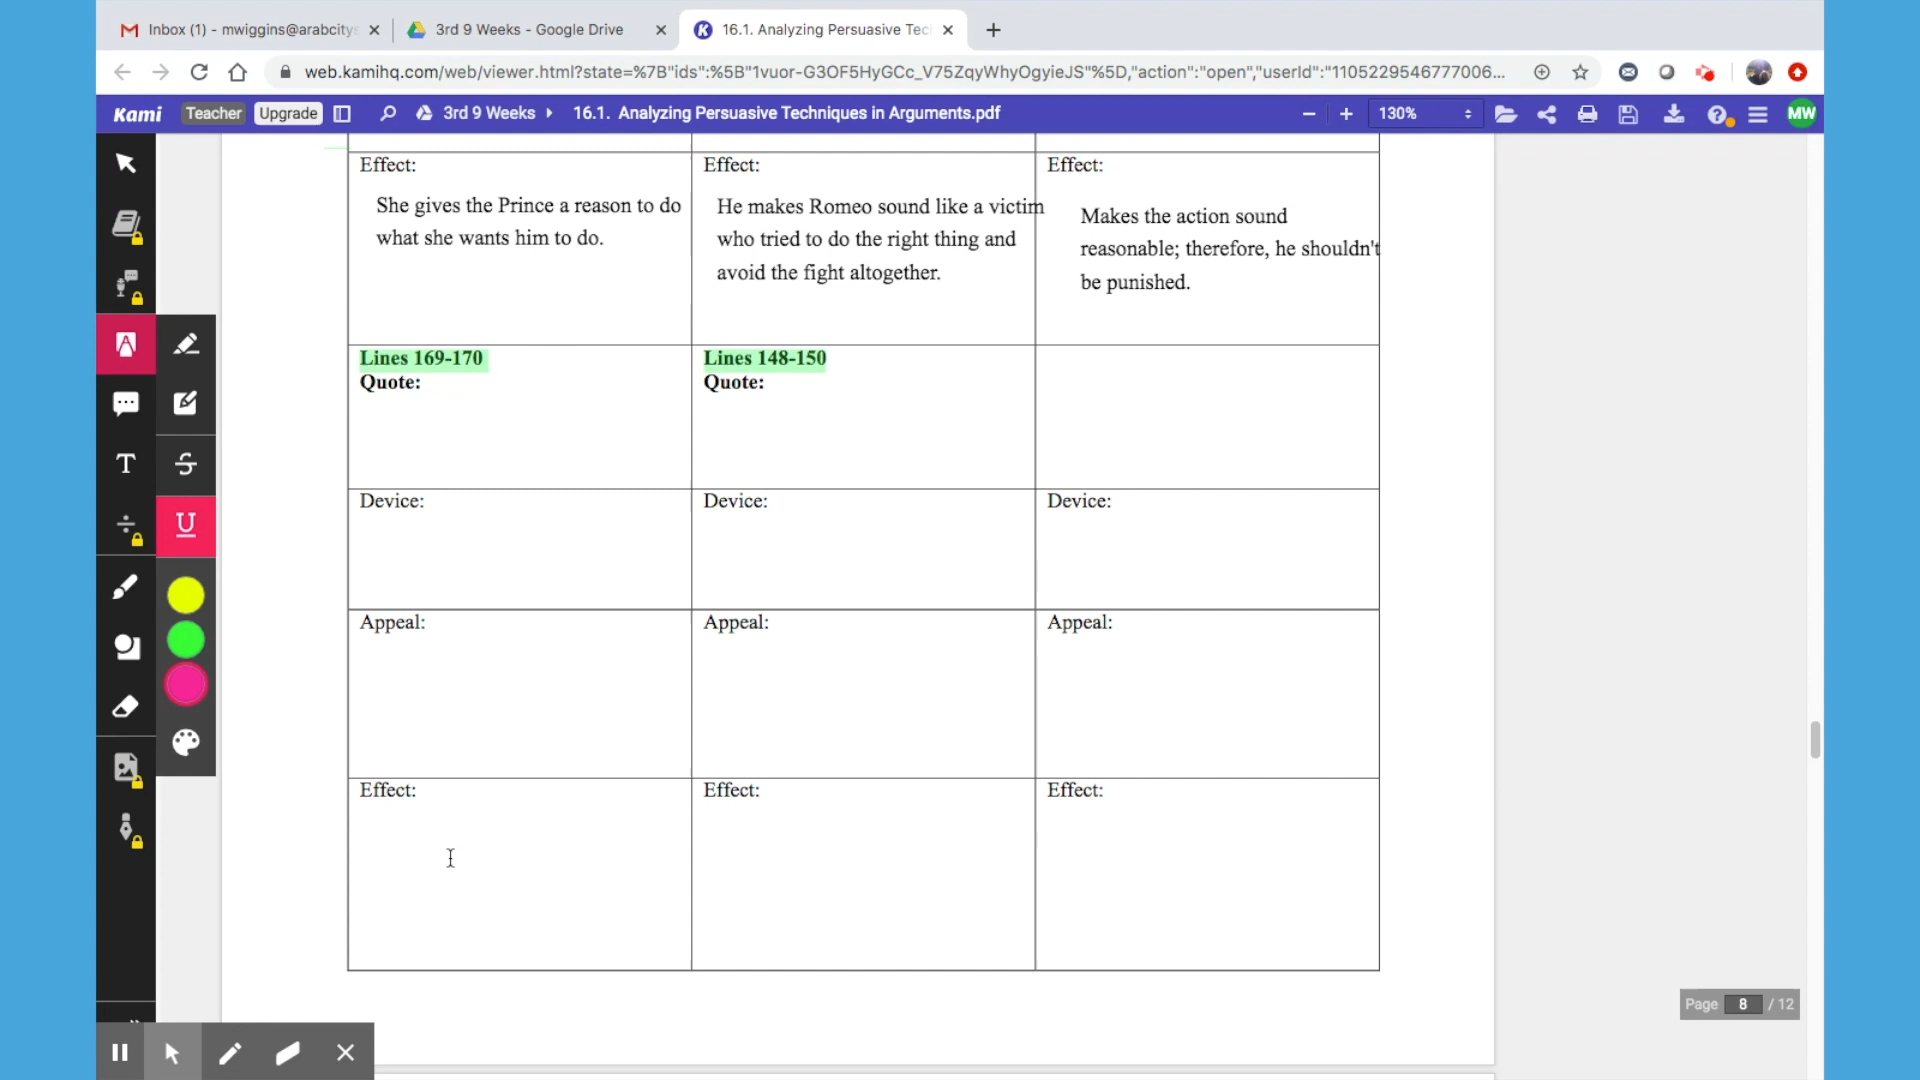 Inbox (1) - mwiggins@arabcitys
3rd 9 Weeks - Google Drive
16.1. Analyzing Persuasive Tec
web.kamihq.com/web/viewer.html?state=%7B"ids":%5B"1vuor-G3OF5HyGCc_V75ZqyWhyOgyieJS"%5D,"action":"open","userId":"1105229546777006...
Kami Teacher Upgrade 3rd 9 Weeks 16.1. Analyzing Persuasive Techniques in Arguments.pdf 130% MW
Effect:
She gives the Prince a reason to do
what she wants him to do.
Effect:
He makes Romeo sound like a victim
who tried to do the right thing and
avoid the fight altogether.
Effect:
Makes the action sound
reasonable; therefore, he shouldn't
be punished.
Lines 169-170
Quote:
Lines 148-150
Quote:
Device:
Device:
Device:
Appeal:
Appeal:
Appeal:
Effect:
Effect:
Effect:
Page 8 / 12